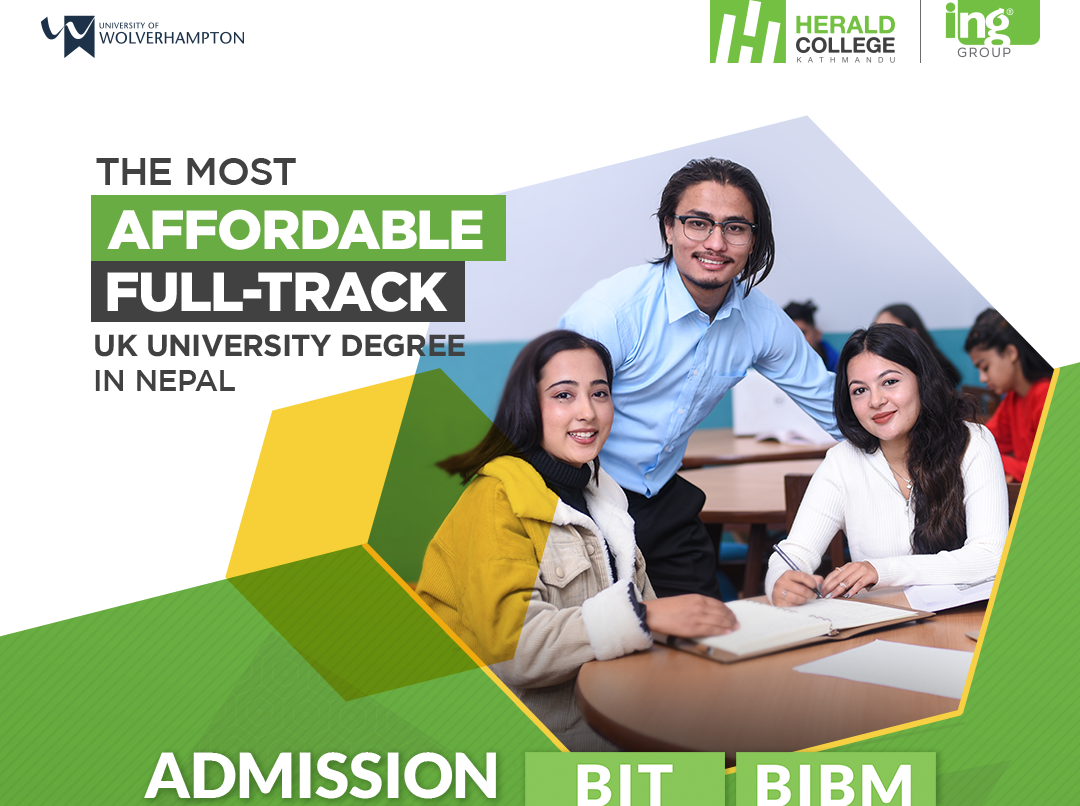 UNIVERSITY OF
WOLVERHAMPTON
HERALD
COLLEGE
KATHMANDU
ing®
GROUP
THE MOST
AFFORDABLE
FULL-TRACK
UK UNIVERSITY DEGREE
IN NEPAL
ADMISSION
BIT
BIBM